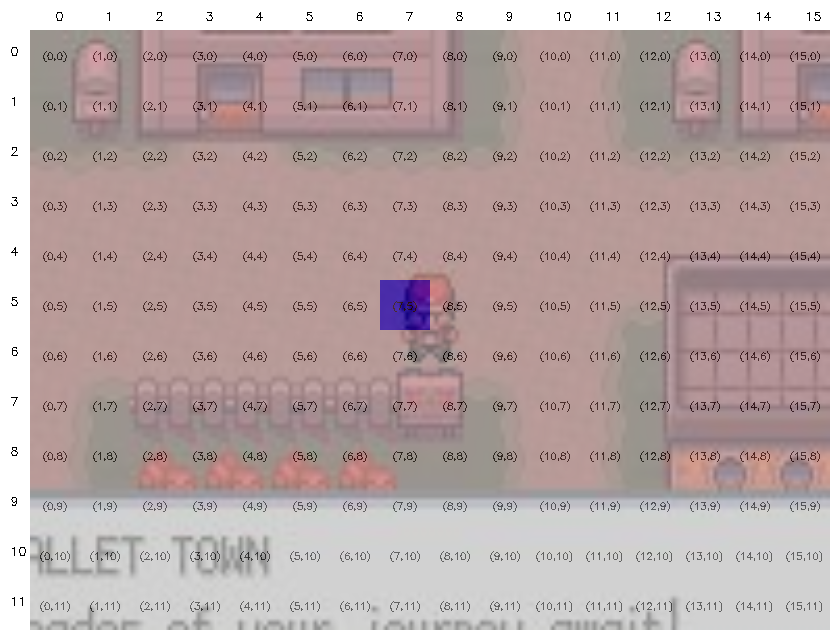 0 1 2 3 4 5 6 7 8 9 10 11 12 13 14 15
0 (0,0) (1,0) (2,0) (3,0) (4,0) (5,0) (6,0) (7,0) (8,0) (9,0) (10,0) (11,0) (12,0) (13,0) (14,0) (15,0)
1 (0,1) (1,1) (2,1) (3,1) (4,1) (5,1) (6,1) (7,1) (8,1) (9,1) (10,1) (11,1) (12,1) (13,1) (14,1) (15,1)
2 (0,2) (1,2) (2,2) (3,2) (4,2) (5,2) (6,2) (7,2) (8,2) (9,2) (10,2) (11,2) (12,2) (13,2) (14,2) (15,2)
3 (0,3) (1,3) (2,3) (3,3) (4,3) (5,3) (6,3) (7,3) (8,3) (9,3) (10,3) (11,3) (12,3) (13,3) (14,3) (15,3)
4 (0,4) (1,4) (2,4) (3,4) (4,4) (5,4) (6,4) (7,4) (8,4) (9,4) (10,4) (11,4) (12,4) (13,4) (14,4) (15,4)
5 (0,5) (1,5) (2,5) (3,5) (4,5) (5,5) (6,5) (7,5) (8,5) (9,5) (10,5) (11,5) (12,5) (13,5) (14,5) (15,5)
6 (0,6) (1,6) (2,6) (3,6) (4,6) (5,6) (6,6) (7,6) (8,6) (9,6) (10,6) (11,6) (12,6) (13,6) (14,6) (15,6)
7 (0,7) (1,7) (2,7) (3,7) (4,7) (5,7) (6,7) (7,7) (8,7) (9,7) (10,7) (11,7) (12,7) (13,7) (14,7) (15,7)
8 (0,8) (1,8) (2,8) (3,8) (4,8) (5,8) (6,8) (7,8) (8,8) (9,8) (10,8) (11,8) (12,8) (13,8) (14,8) (15,8)
9 (0,9) (1,9) (2,9) (3,9) (4,9) (5,9) (6,9) (7,9) (8,9) (9,9) (10,9) (11,9) (12,9) (13,9) (14,9) (15,9)
ALLET TOWN
10 (0,10) (1,10) (2,10) (3,10) (4,10) (5,10) (6,10) (7,10) (8,10) (9,10) (10,10) (11,10) (12,10) (13,10) (14,10) (15,10)
11 (0,11) (1,11) (2,11) (3,11) (4,11) (5,11) (6,11) (7,11) (8,11) (9,11) (10,11) (11,11) (12,11) (13,11) (14,11) (15,11)
of your journey await!